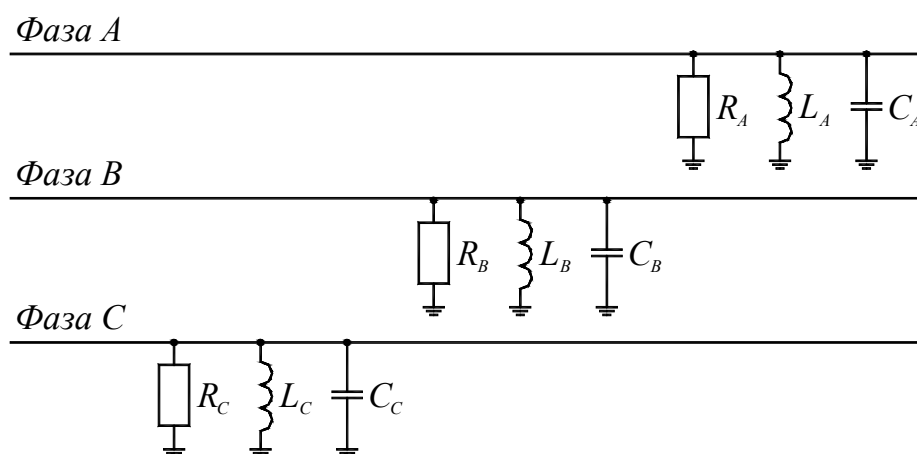 Фаза A
R_A L_A C_A
Фаза B
R_B L_B C_B
Фаза C
R_C L_C C_C